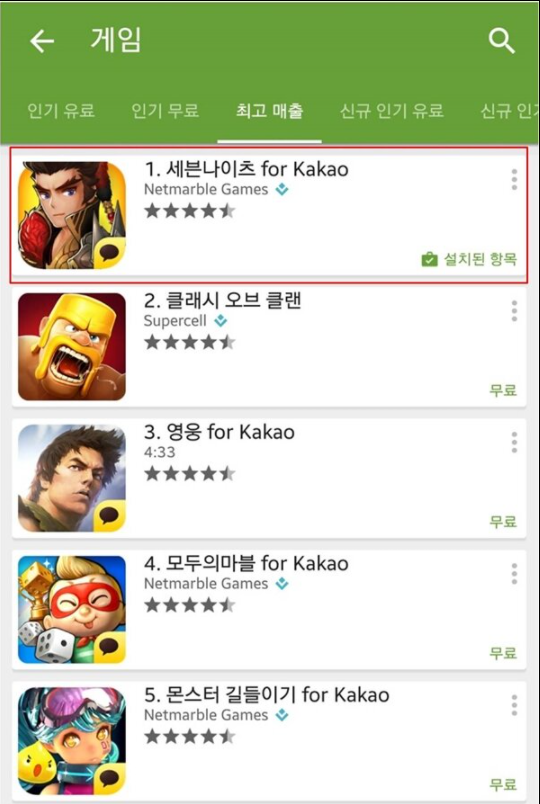 게임
인기 유료 인기 무료 최고 매출 신규 인기 유료 신규 인기
1. 세븐나이츠 for Kakao
Netmarble Games
설치된 항목
2. 클래시 오브 클랜
Supercell
무료
3. 영웅 for Kakao
4:33
무료
4. 모두의마블 for Kakao
Netmarble Games
무료
5. 몬스터 길들이기 for Kakao
Netmarble Games
무료